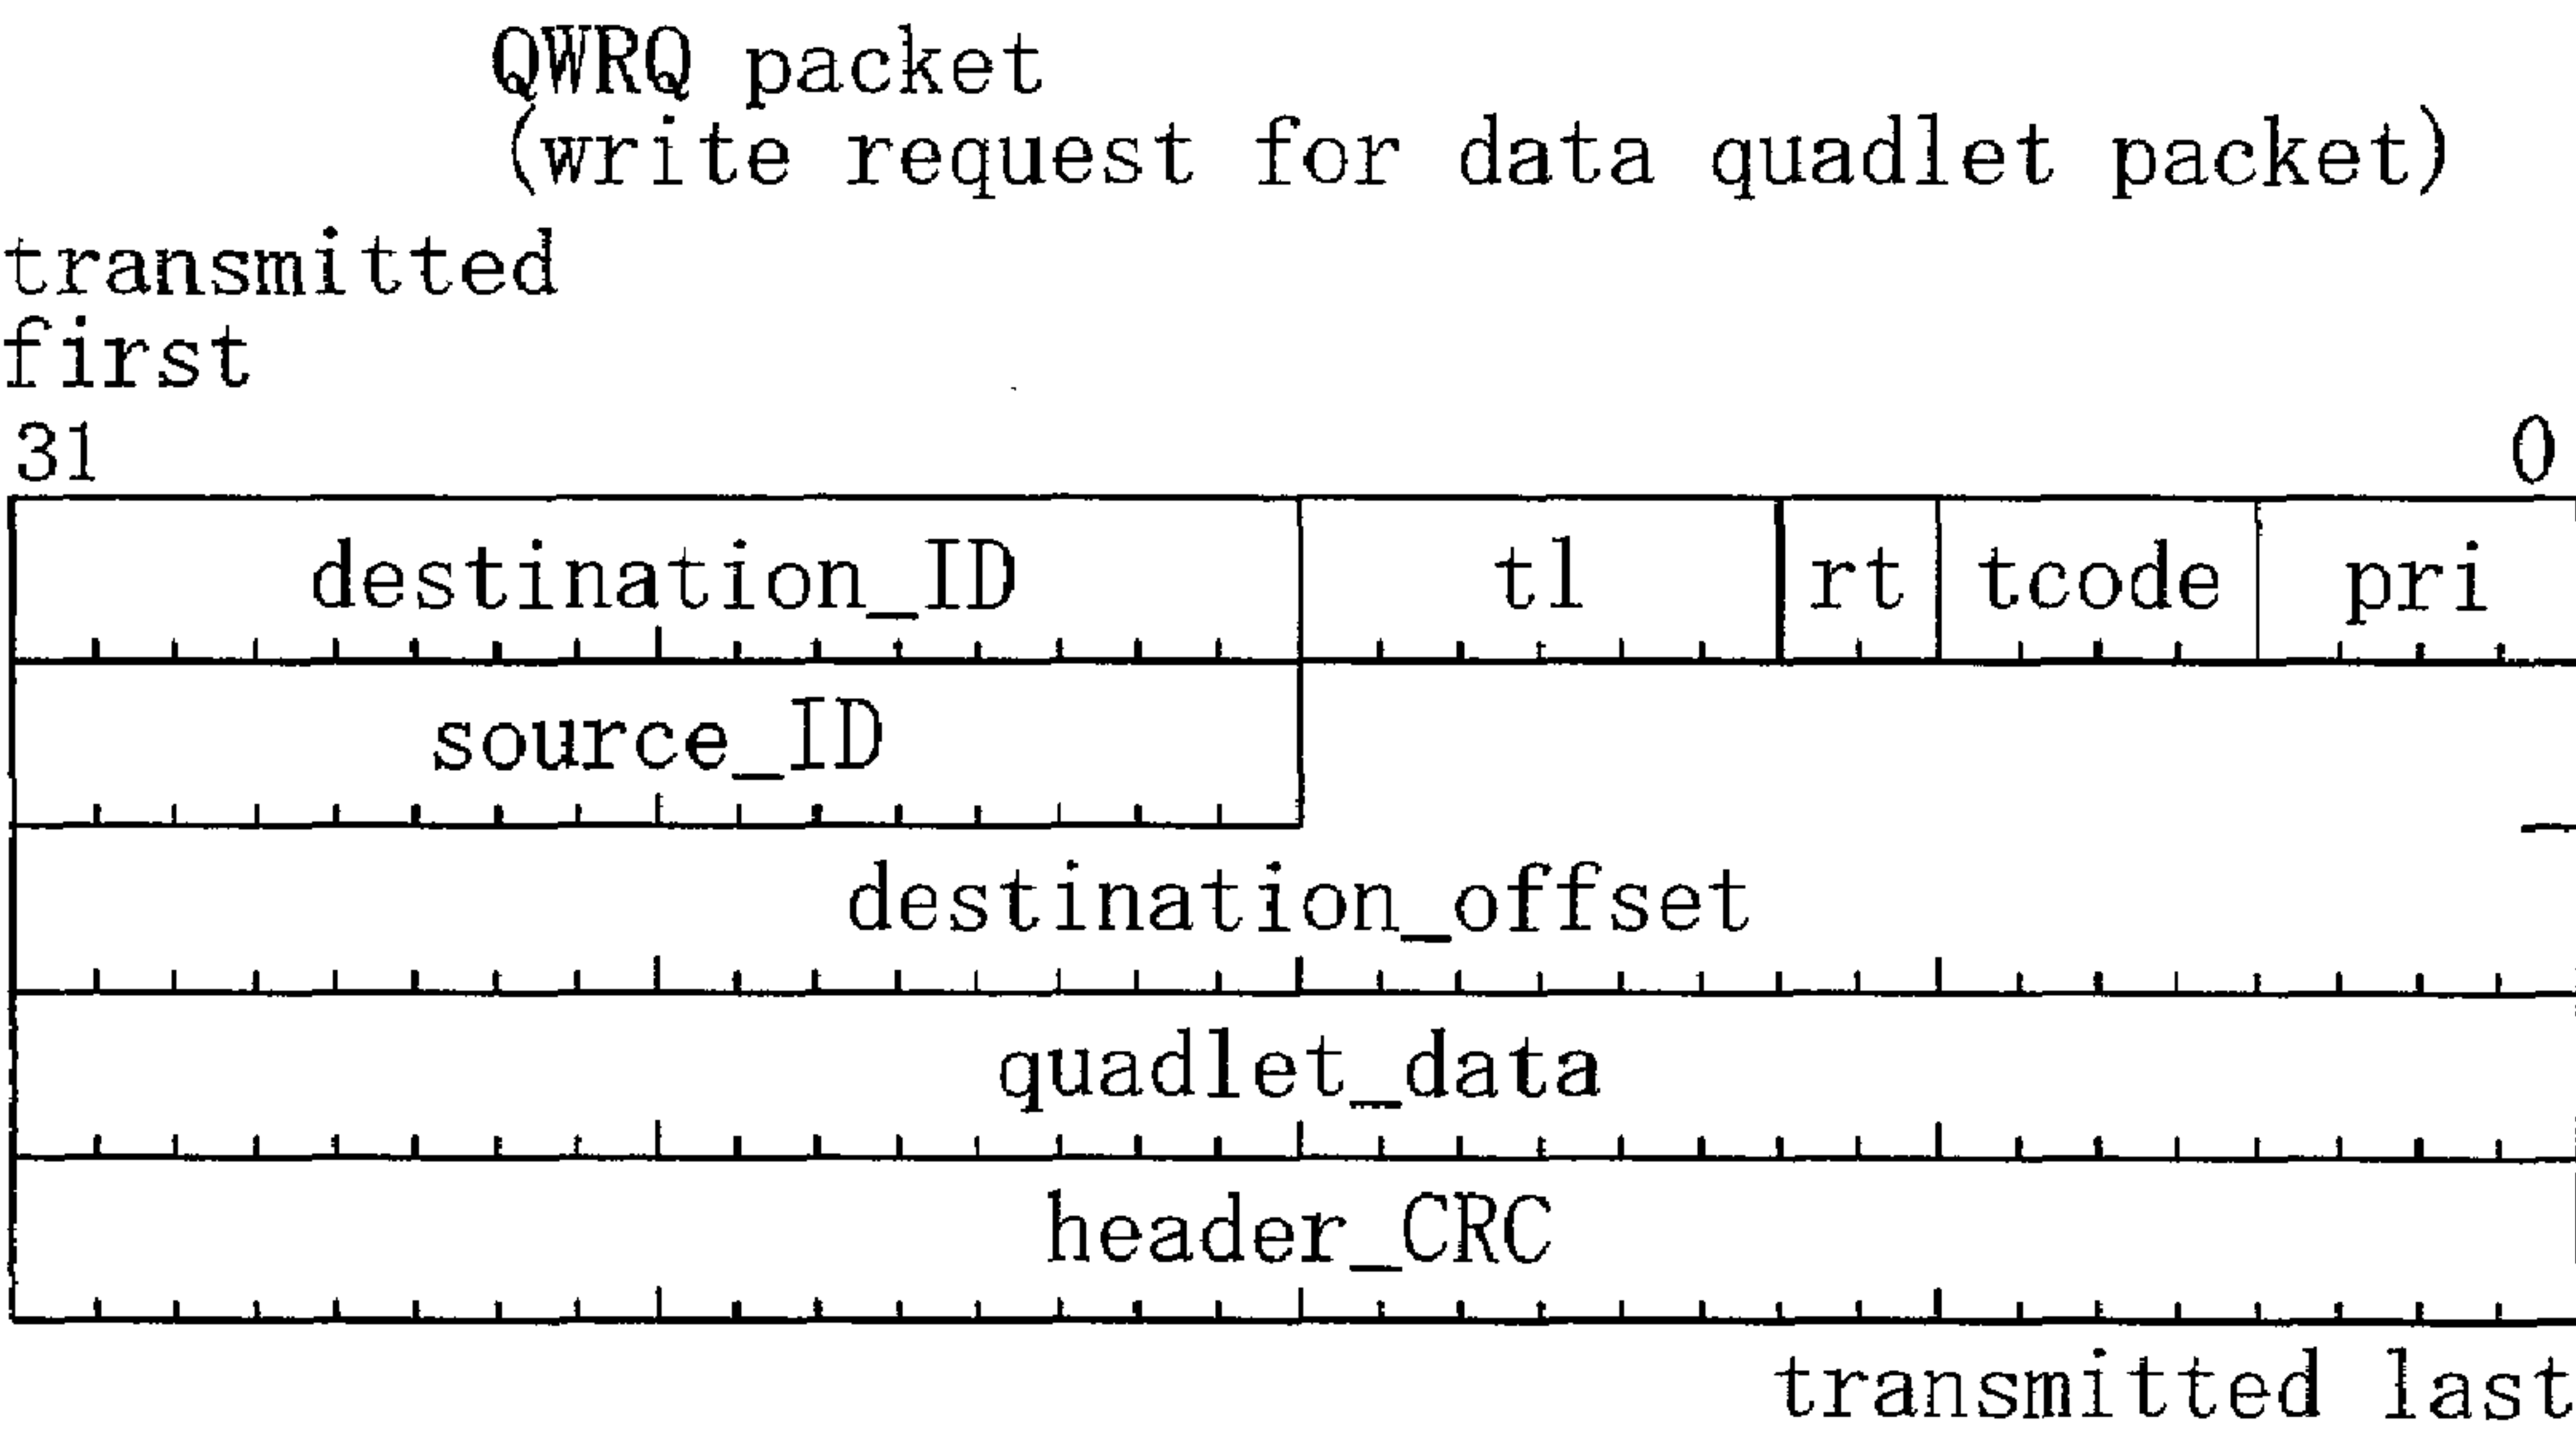 QWRQ packet
(write request for data quadlet packet)
transmitted
first
31 0
destination_ID tl rt tcode pri
source_ID
destination_offset
quadlet_data
header_CRC
transmitted last